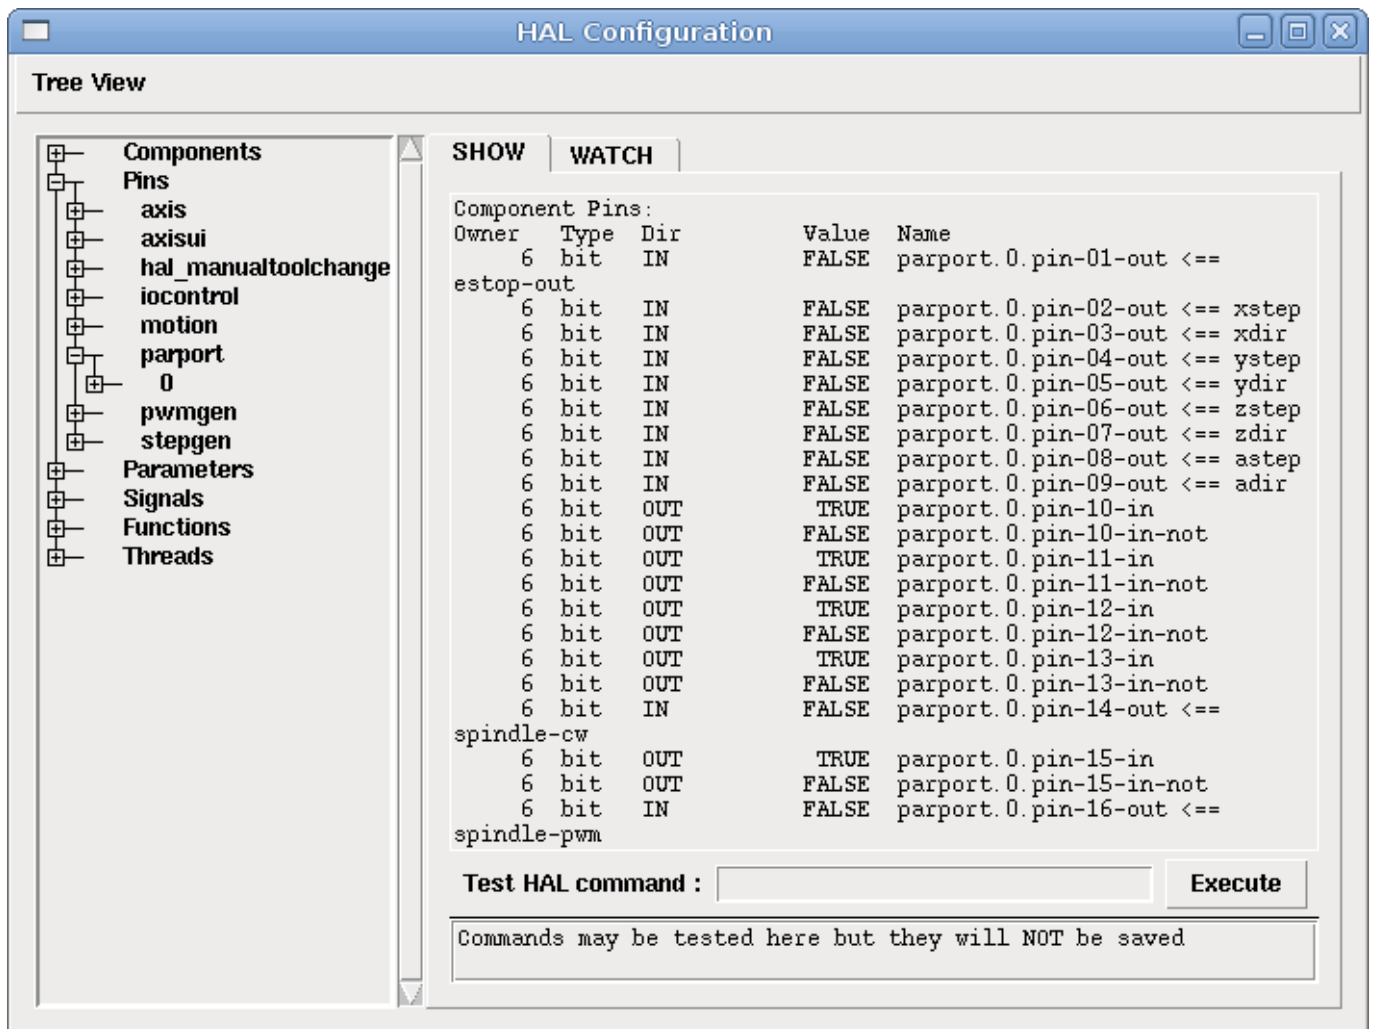 HAL Configuration
Tree View
Components
Pins
axis
axisui
hal_manualtoolchange
iocontrol
motion
parport
0
pwmgen
stepgen
Parameters
Signals
Functions
Threads
SHOW WATCH
Component Pins:
Owner Type Dir Value Name
6 bit IN FALSE parport.0.pin-01-out <==
estop-out
6 bit IN FALSE parport.0.pin-02-out <== xstep
6 bit IN FALSE parport.0.pin-03-out <== xdir
6 bit IN FALSE parport.0.pin-04-out <== ystep
6 bit IN FALSE parport.0.pin-05-out <== ydir
6 bit IN FALSE parport.0.pin-06-out <== zstep
6 bit IN FALSE parport.0.pin-07-out <== zdir
6 bit IN FALSE parport.0.pin-08-out <== astep
6 bit IN FALSE parport.0.pin-09-out <== adir
6 bit OUT TRUE parport.0.pin-10-in
6 bit OUT FALSE parport.0.pin-10-in-not
6 bit OUT TRUE parport.0.pin-11-in
6 bit OUT FALSE parport.0.pin-11-in-not
6 bit OUT TRUE parport.0.pin-12-in
6 bit OUT FALSE parport.0.pin-12-in-not
6 bit OUT TRUE parport.0.pin-13-in
6 bit OUT FALSE parport.0.pin-13-in-not
6 bit IN FALSE parport.0.pin-14-out <==
spindle-cw
6 bit OUT TRUE parport.0.pin-15-in
6 bit OUT FALSE parport.0.pin-15-in-not
6 bit IN FALSE parport.0.pin-16-out <==
spindle-pwm
Test HAL command : Execute
Commands may be tested here but they will NOT be saved